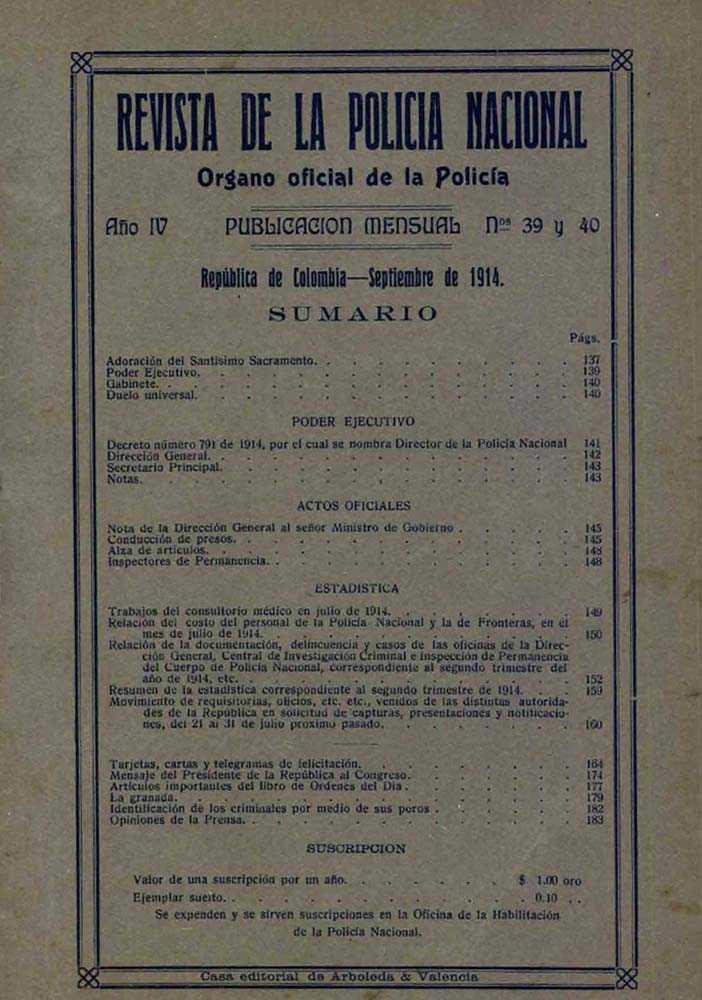 REVISTA DE LA POLICIA NACIONAL
Organo oficial de la Policía
Año IV PUBLICACION MENSUAL Nos 39 y 40
República de Colombia—Septiembre de 1914.
SUMARIO
Págs.
Adoración del Santísimo Sacramento. 137
Poder Ejecutivo. 139
Gabinete. 140
Duelo universal. 140
PODER EJECUTIVO
Decreto número 791 de 1914, por el cual se nombra Director de la Policía Nacional 141
Dirección General. 142
Secretario Principal. 143
Notas. 143
ACTOS OFICIALES
Nota de la Dirección General al señor Ministro de Gobierno . 145
Conducción de presos. 145
Alza de artículos. 148
Inspectores de Permanencia. 148
ESTADISTICA
Trabajos del consultorio médico en julio de 1914. 149
Relación del costo del personal de la Policía Nacional y la de Fronteras, en el
mes de julio de 1914. 150
Relación de la documentación, delincuencia y casos de las oficinas de la Direc-
ción General, Central de Investigación Criminal e Inspección de Permanencia
del Cuerpo de Policía Nacional, correspondiente al segundo trimestre del
año de 1914, etc. 152
Resumen de la estadística correspondiente al segundo trimestre de 1914. 159
Movimiento de requisitorias, oficios, etc. etc., venidos de las distintas autorida-
des de la República en solicitud de capturas, presentaciones y notificacio-
nes, del 21 al 31 de julio próximo pasado. 160
Tarjetas, cartas y telegramas de felicitación. 164
Mensaje del Presidente de la República al Congreso. 174
Artículos importantes del libro de Ordenes del Día . 177
La granada. 179
Identificación de los criminales por medio de sus poros . 182
Opiniones de la Prensa. 183
SUSCRIPCION
Valor de una suscripción por un año. $ 1.00 oro
Ejemplar suelto. 0.10 ..
Se expenden y se sirven suscripciones en la Oficina de la Habilitación
de la Policía Nacional.
Casa editorial de Arboleda & Valencia